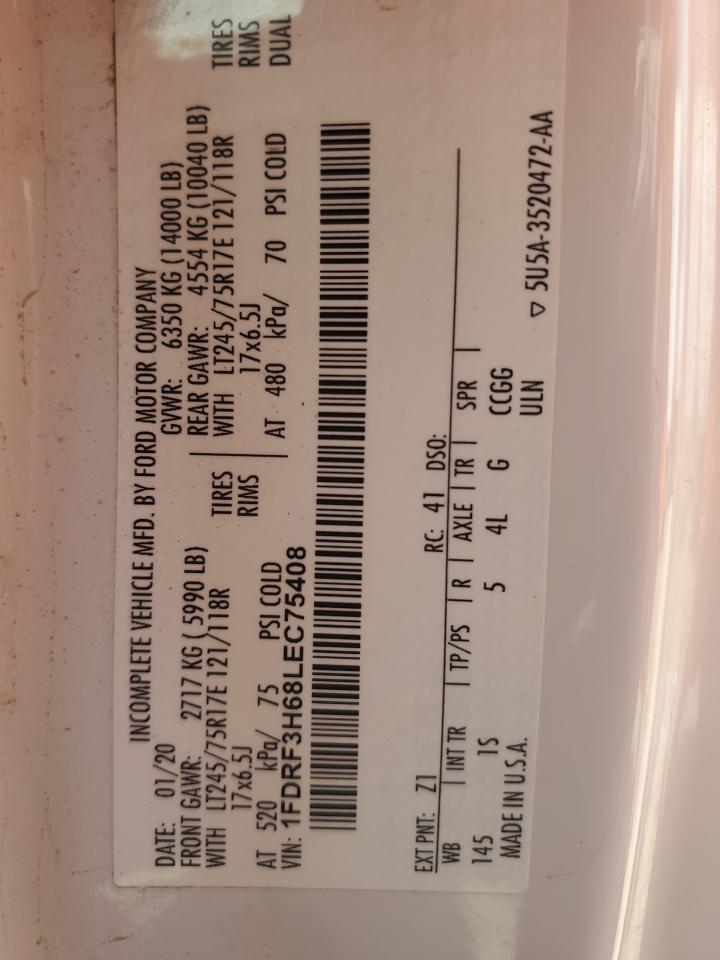 INCOMPLETE VEHICLE MFD. BY FORD MOTOR COMPANY
DATE: 01/20 GVWR: 6350 KG (14000 LB)
FRONT GAWR: 2717 KG ( 5990 LB) REAR GAWR: 4554 KG (10040 LB)
WITH LT245/75R17E 121/118R TIRES WITH LT245/75R17E 121/118R TIRES
17x6.5J RIMS 17x6.5J RIMS
AT 520 kPa/ 75 PSI COLD AT 480 kPa/ 70 PSI COLD DUAL
VIN: 1FDRF3H68LEC75408
EXT PNT: Z1 RC: 41 DSO:
WB | INT TR | TP/PS | R | AXLE | TR | SPR |
145 1S 5 4L G CCGG
MADE IN U.S.A. ULN
▽ 5U5A-3520472-AA